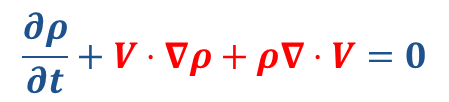 ∂ρ/∂t + V · ∇ρ + ρ∇ · V = 0